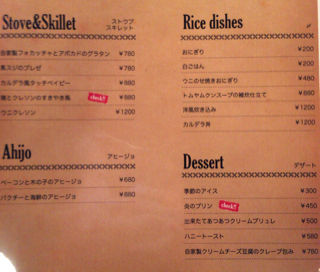 Stove&Skillet ストウブ
スキレット
自家製フォカッチャとアボカドのグラタン ¥780
黒スジのブレゼ ¥780
カルデラ風タッチベイビー ¥880
鶏とクレソンのすきやき風 check!! ¥880
ウニクレソン ¥1200
Ahijo アヒージョ
ベーコンと木の子のアヒージョ ¥680
パクチーと海鮮のアヒージョ ¥880
Rice dishes 〆
おにぎり ¥200
白ごはん ¥200
ウニのせ焼きおにぎり ¥480
トムヤムクンスープの雑炊仕立て ¥680
洋風炊き込み ¥1200
カルデラ丼 ¥1200
Dessert デザート
季節のアイス ¥300
炎のプリン check!! ¥450
出来たてあつあつクリームブリュレ ¥500
ハニートースト ¥580
自家製クリームチーズ豆腐のクレープ包み ¥780